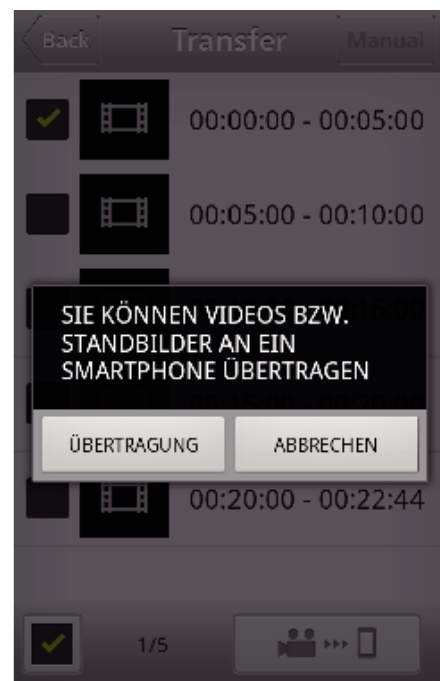 Back Transfer Manual
00:00:00 - 00:05:00
00:05:00 - 00:10:00
SIE KÖNNEN VIDEOS BZW.
STANDBILDER AN EIN
SMARTPHONE ÜBERTRAGEN
ÜBERTRAGUNG ABBRECHEN
00:20:00 - 00:22:44
1/5